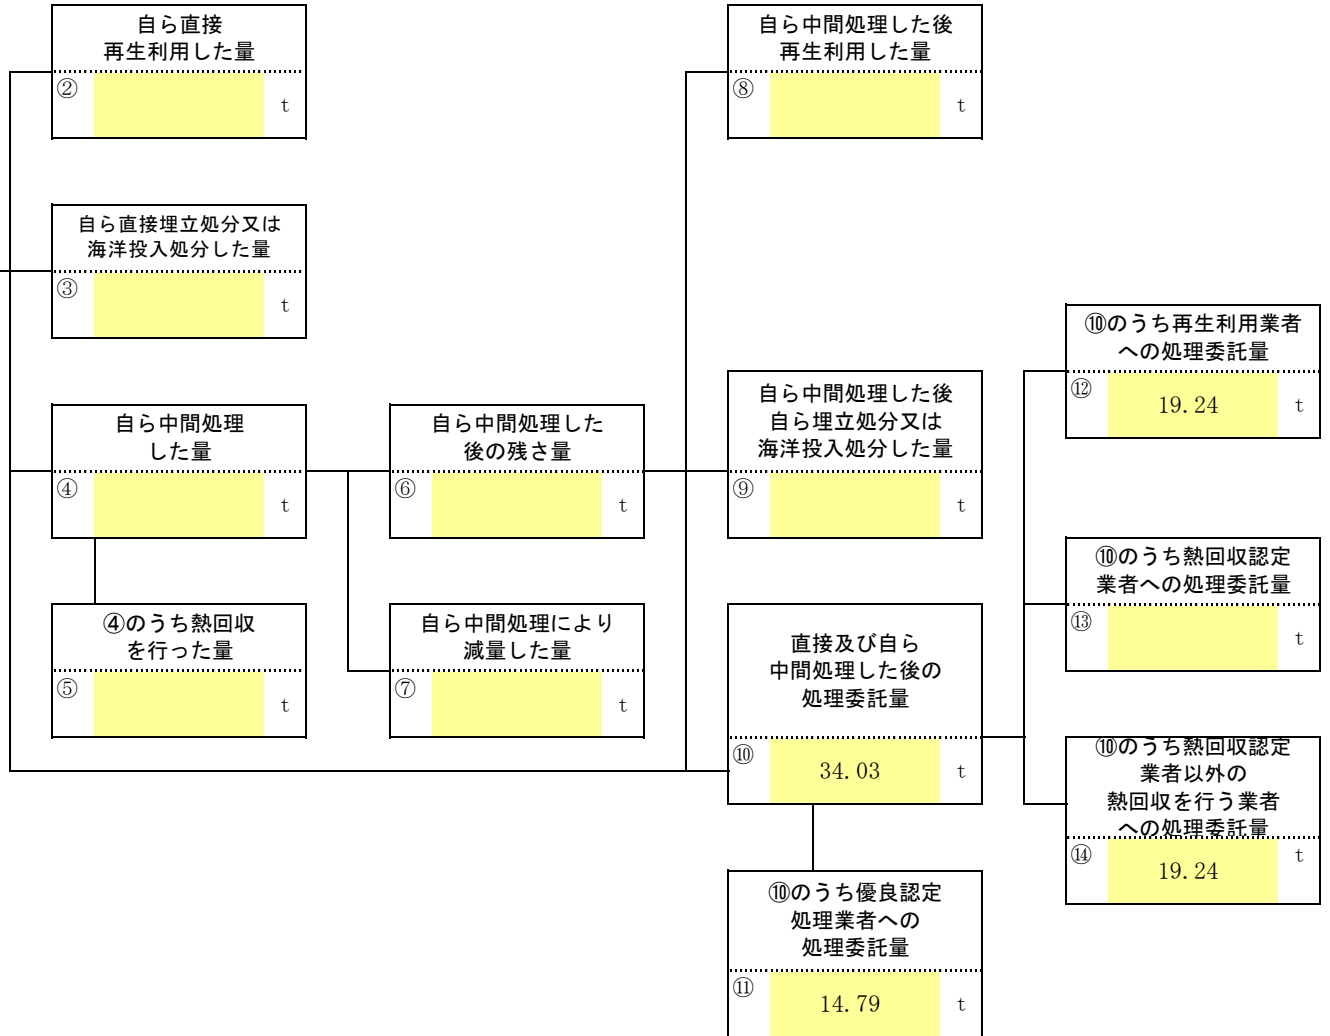 自ら直接
再生利用した量
②
t
自ら中間処理した後
再生利用した量
⑧
t
自ら直接埋立処分又は
海洋投入処分した量
③
t
⑩のうち再生利用業者
への処理委託量
⑫
19.24
t
自ら中間処理
した量
④
t
自ら中間処理した
後の残さ量
⑥
t
自ら中間処理した後
自ら埋立処分又は
海洋投入処分した量
⑨
t
⑩のうち熱回収認定
業者への処理委託量
⑬
t
④のうち熱回収
を行った量
⑤
t
自ら中間処理により
減量した量
⑦
t
直接及び自ら
中間処理した後の
処理委託量
⑩
34.03
t
⑩のうち熱回収認定
業者以外の
熱回収を行う業者
への処理委託量
⑭
19.24
t
⑩のうち優良認定
処理業者への
処理委託量
⑪
14.79
t